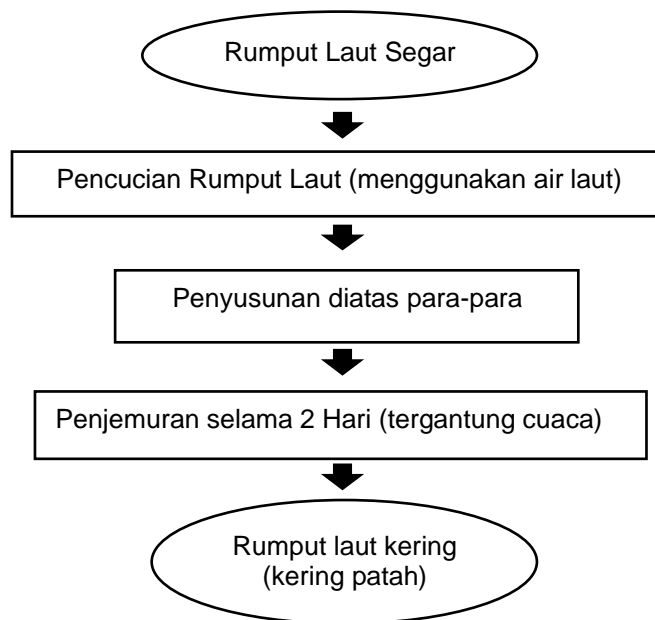 Rumput Laut Segar
Pencucian Rumput Laut (menggunakan air laut)
Penyusunan diatas para-para
Penjemuran selama 2 Hari (tergantung cuaca)
Rumput laut kering
(kering patah)